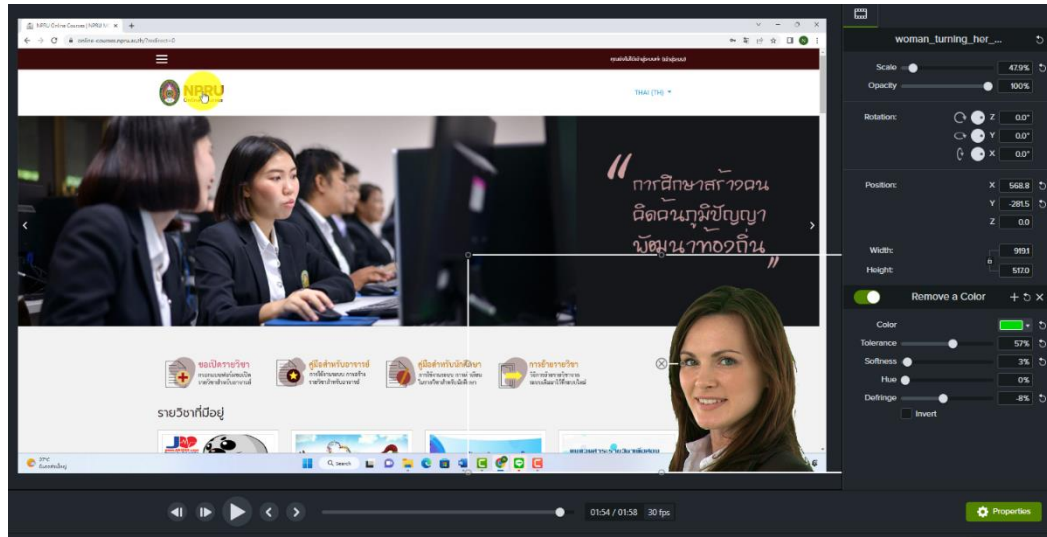 woman_turning_her_...
Scale 47.9%
Opacity 100%
Rotation: Z 0.0°
Y 0.0°
X 0.0°
Position: X 568.8
Y -281.5
Z 0.0
Width: 919.1
Height: 517.0
Remove a Color
Color
Tolerance 57%
Softness 3%
Hue 0%
Defringe -8%
Invert
NPRU
THAI (TH)
“
การศึกษาสร้างคน
คิดค้นภูมิปัญญา
พัฒนาท้องถิ่น
”
ขอเปิดรายวิชา
คู่มือสำหรับอาจารย์
คู่มือสำหรับนักศึกษา
การย้ายรายวิชา
รายวิชาที่มีอยู่
Search
01:54 / 01:58 30 fps
Properties